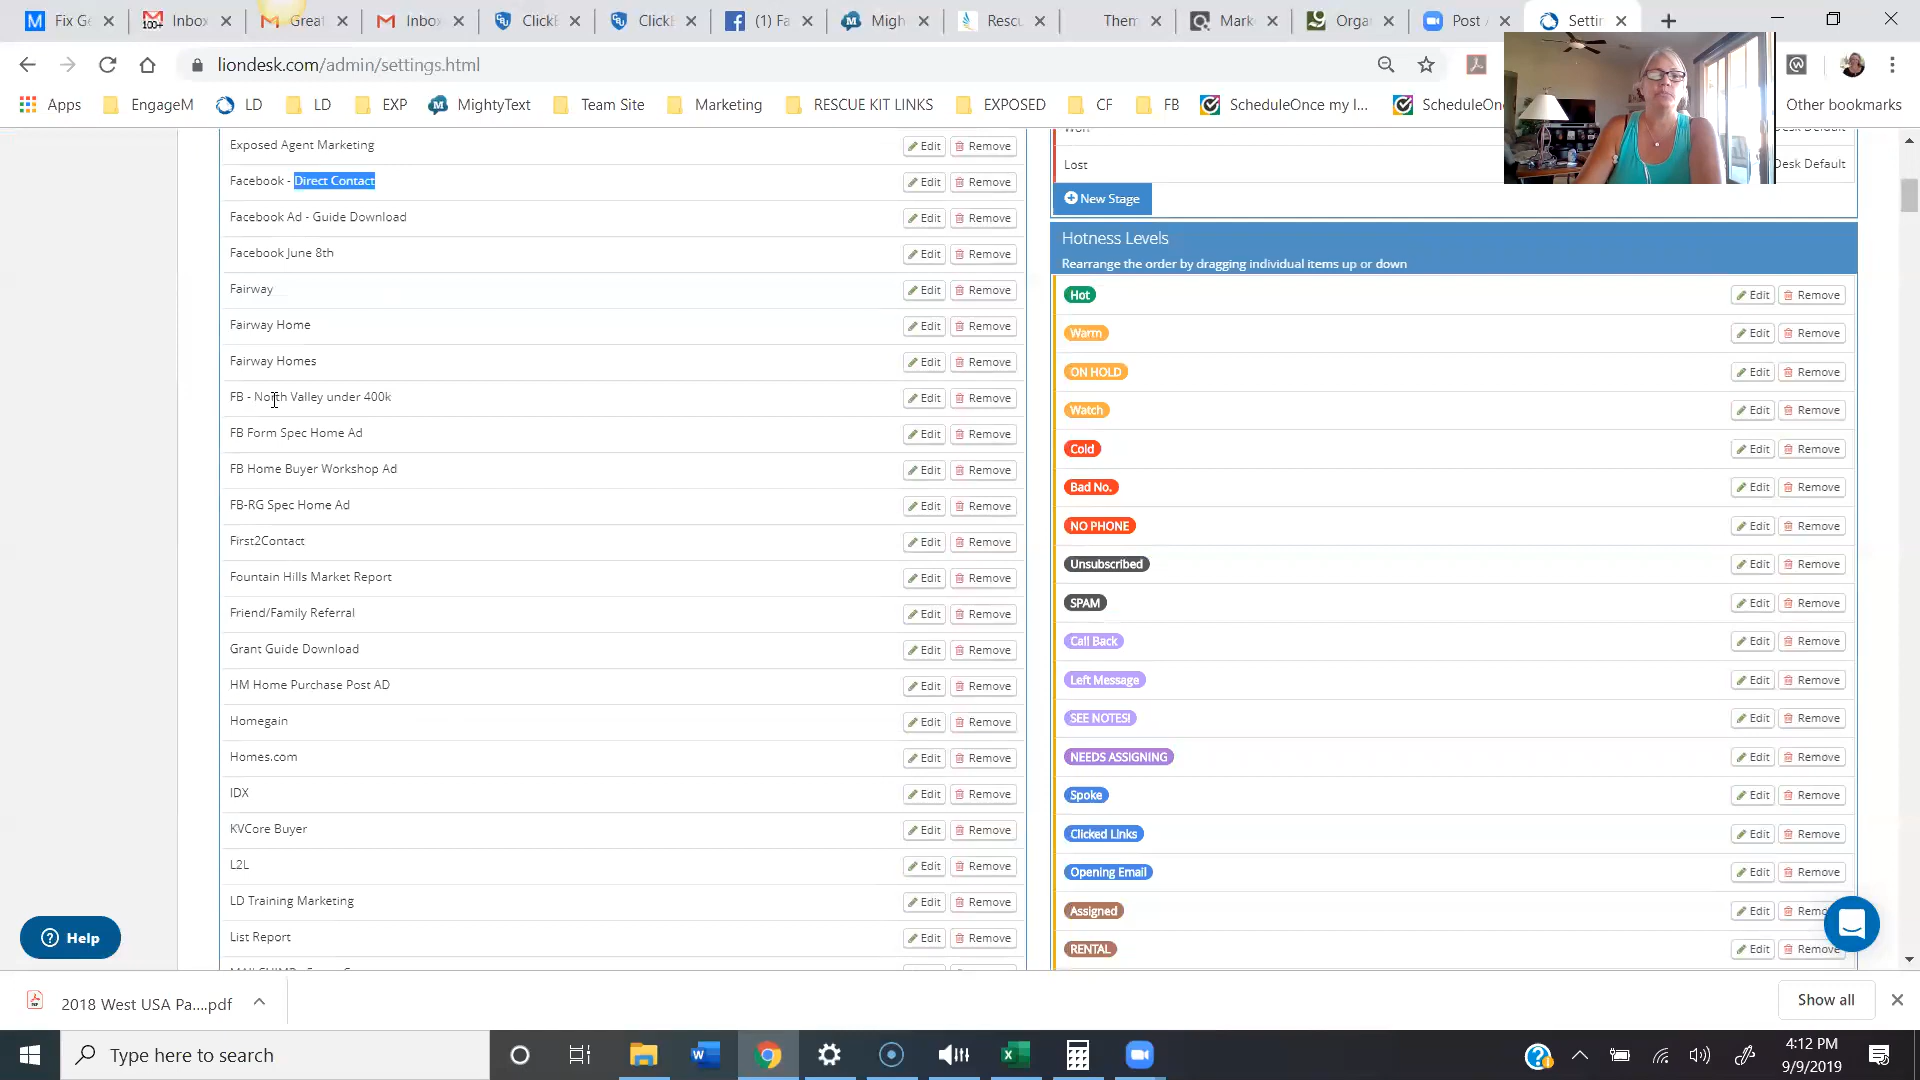 Fix Ge
100+ Inbox
Great
Inbo
ClickB
ClickB
(1) Fa
Migh
Rescu
Them
Mark
Orga
Post
Settin
liondesk.com/admin/settings.html
Apps
EngageM
LD
LD
EXP
MightyText
Team Site
Marketing
RESCUE KIT LINKS
EXPOSED
CF
FB
ScheduleOnce my l...
ScheduleOn
Other bookmarks
Exposed Agent Marketing Edit Remove
Facebook - Direct Contact Edit Remove
Facebook Ad - Guide Download Edit Remove
Facebook June 8th Edit Remove
Fairway Edit Remove
Fairway Home Edit Remove
Fairway Homes Edit Remove
FB - North Valley under 400k Edit Remove
FB Form Spec Home Ad Edit Remove
FB Home Buyer Workshop Ad Edit Remove
FB-RG Spec Home Ad Edit Remove
First2Contact Edit Remove
Fountain Hills Market Report Edit Remove
Friend/Family Referral Edit Remove
Grant Guide Download Edit Remove
HM Home Purchase Post AD Edit Remove
Homegain Edit Remove
Homes.com Edit Remove
IDX Edit Remove
KVCore Buyer Edit Remove
L2L Edit Remove
LD Training Marketing Edit Remove
List Report Edit Remove
Won
Lost Desk Default
New Stage
Hotness Levels
Rearrange the order by dragging individual items up or down
Hot Edit Remove
Warm Edit Remove
ON HOLD Edit Remove
Watch Edit Remove
Cold Edit Remove
Bad No. Edit Remove
NO PHONE Edit Remove
Unsubscribed Edit Remove
SPAM Edit Remove
Call Back Edit Remove
Left Message Edit Remove
SEE NOTES! Edit Remove
NEEDS ASSIGNING Edit Remove
Spoke Edit Remove
Clicked Links Edit Remove
Opening Email Edit Remove
Assigned Edit Remo
RENTAL Edit Remove
Help
2018 West USA Pa....pdf
Show all
Type here to search
4:12 PM
9/9/2019